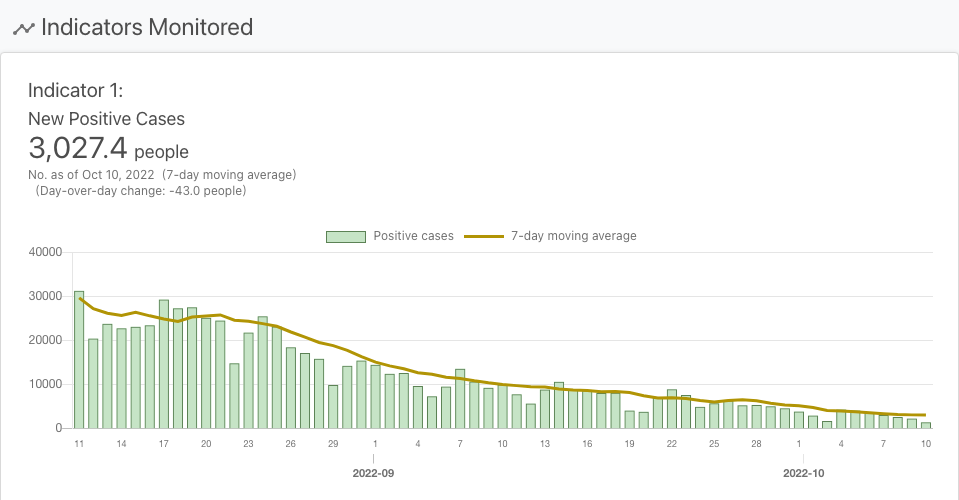 Indicators Monitored
Indicator 1:
New Positive Cases
3,027.4 people
No. as of Oct 10, 2022 (7-day moving average)
(Day-over-day change: -43.0 people)
Positive cases 7-day moving average
40000
30000
20000
10000
0
11 14 17 20 23 26 29 1 4 7 10 13 16 19 22 25 28 1 4 7 10
2022-09 2022-10